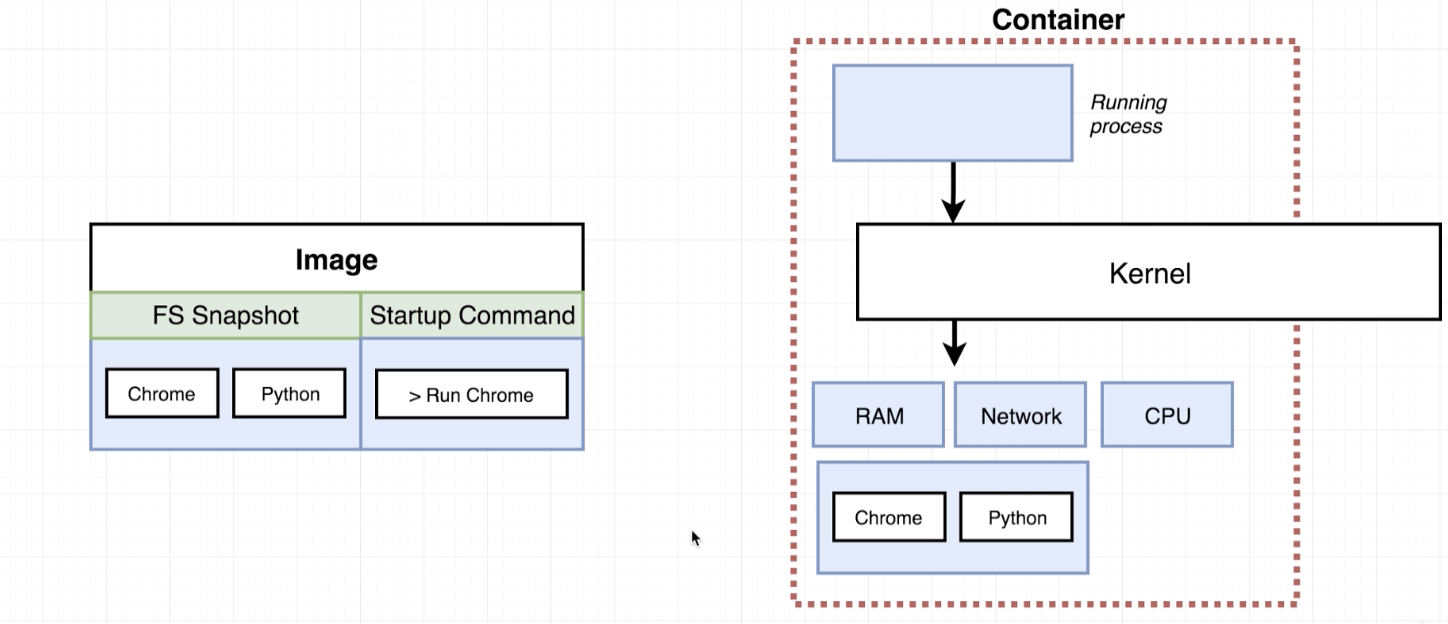 Container
Running
process
Image
FS Snapshot
Startup Command
Chrome
Python
> Run Chrome
Kernel
RAM
Network
CPU
Chrome
Python